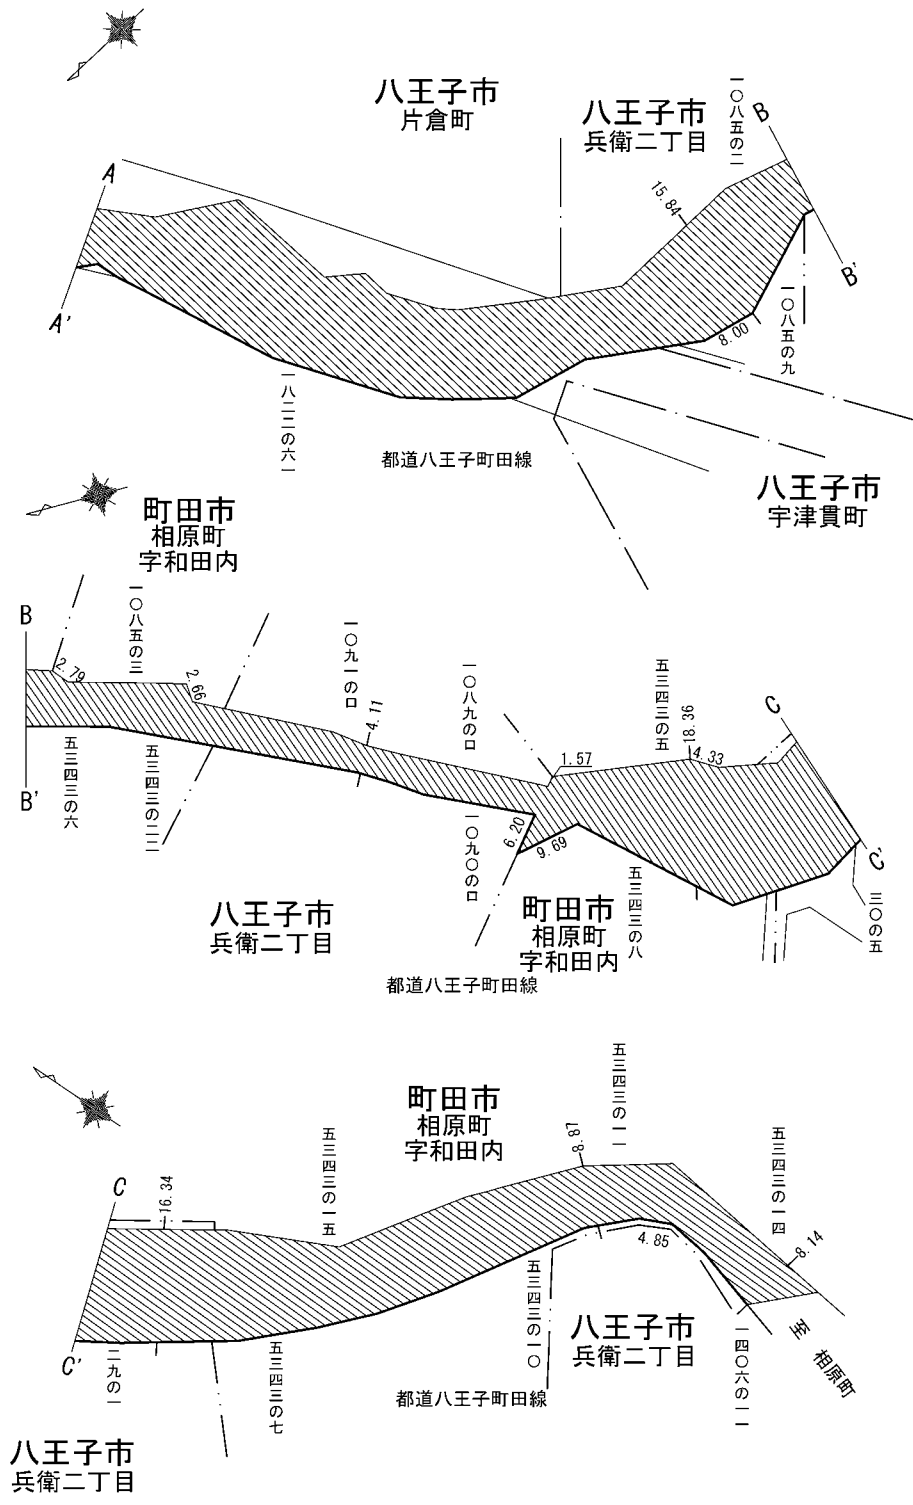 八王子市
片倉町
八王子市
兵衛二丁目
一〇八五の二
B
A
15.84
B'
A'
一〇八五の九
8.00
一八二二の六一
都道八王子町田線
八王子市
宇津貫町
町田市
相原町
字和田内
B
一〇八五の三
2.79
2.66
一〇九一のロ
4.11
一〇八九のロ
1.57
五三四三の五
18.36
4.33
C
B'
五三四三の六
五三四三の二二
一〇九〇のロ
6.20
9.69
五三四三の八
C'
三〇の五
八王子市
兵衛二丁目
町田市
相原町
字和田内
都道八王子町田線
町田市
相原町
字和田内
五三四三の一一
8.87
五三四三の一五
五三四三の一四
C
16.34
4.85
8.14
C'
二九の一
五三四三の七
五三四三の一〇
八王子市
兵衛二丁目
一四〇六の一一
至 相原町
都道八王子町田線
八王子市
兵衛二丁目